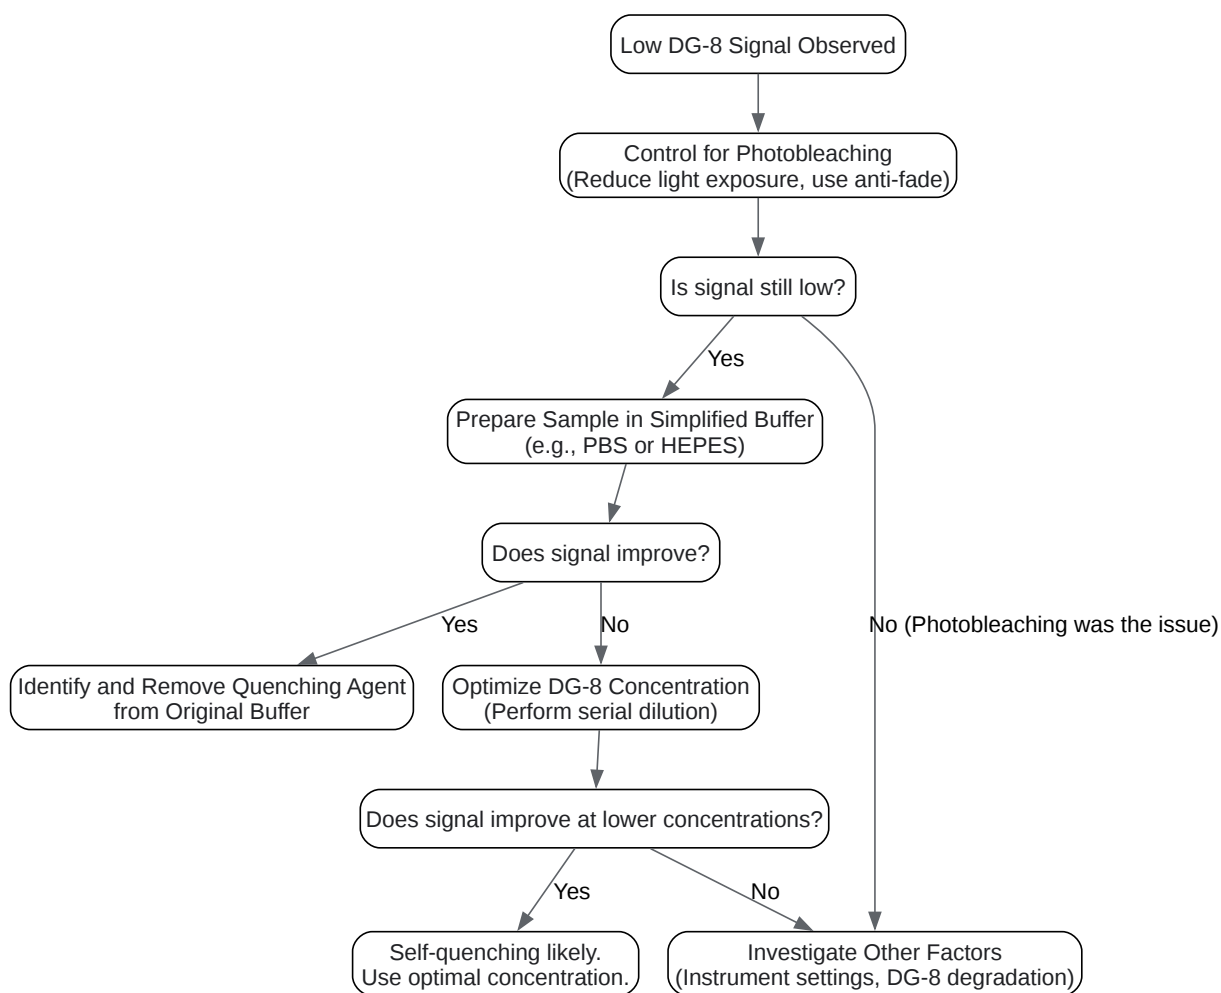 Low DG-8 Signal Observed
Control for Photobleaching
(Reduce light exposure, use anti-fade)
Is signal still low?
Yes
Prepare Sample in Simplified Buffer
(e.g., PBS or HEPES)
Does signal improve?
Yes
No
No (Photobleaching was the issue)
Identify and Remove Quenching Agent
from Original Buffer
Optimize DG-8 Concentration
(Perform serial dilution)
Does signal improve at lower concentrations?
Yes
No
Self-quenching likely.
Use optimal concentration.
Investigate Other Factors
(Instrument settings, DG-8 degradation)